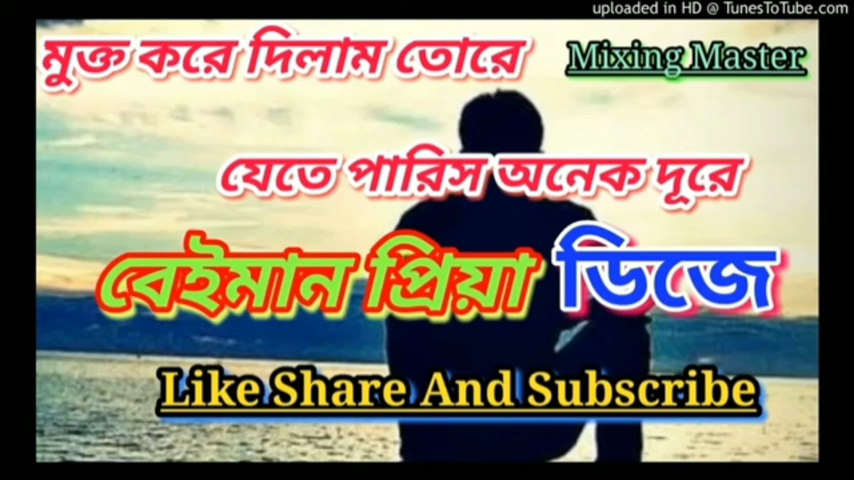 uploaded in HD @ TunesToTube.com
মুক্ত করে দিলাম তোরে Mixing Master
যেতে পারিস অনেক দূরে
বেইমান প্রিয়া ডিজে
Like Share And Subscribe